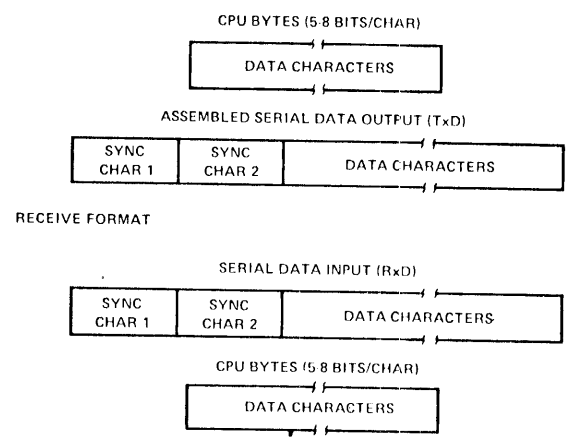 CPU BYTES (5-8 BITS/CHAR)
DATA CHARACTERS
ASSEMBLED SERIAL DATA OUTPUT (TxD)
SYNC CHAR 1
SYNC CHAR 2
DATA CHARACTERS
RECEIVE FORMAT
SERIAL DATA INPUT (RxD)
SYNC CHAR 1
SYNC CHAR 2
DATA CHARACTERS
CPU BYTES (5-8 BITS/CHAR)
DATA CHARACTERS